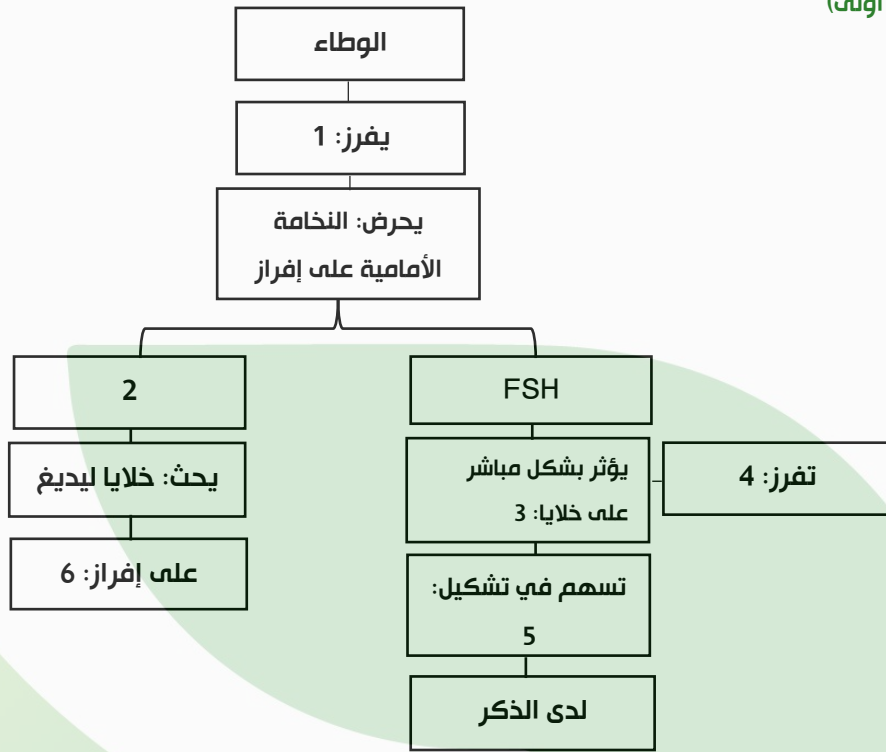 أولى)
الوطاء
يفرز: 1
يحرض: النخامة
الأمامية على إفراز
FSH
2
يؤثر بشكل مباشر
على خلايا: 3
تفرز: 4
يحث: خلايا ليديغ
تسهم في تشكيل:
5
على إفراز: 6
لدى الذكر